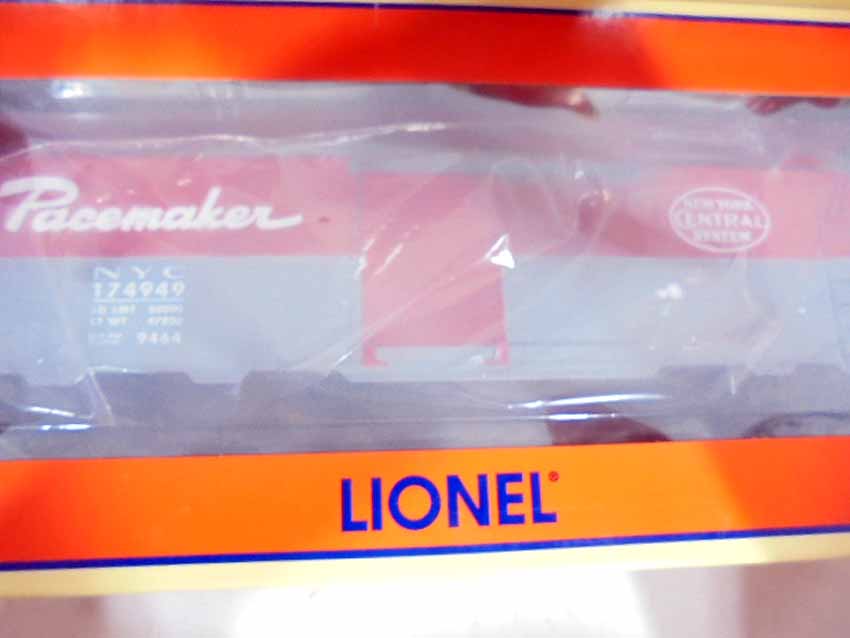 Pacemaker
NEW YORK
CENTRAL
SYSTEM
NYC
174949
9464
LIONEL®